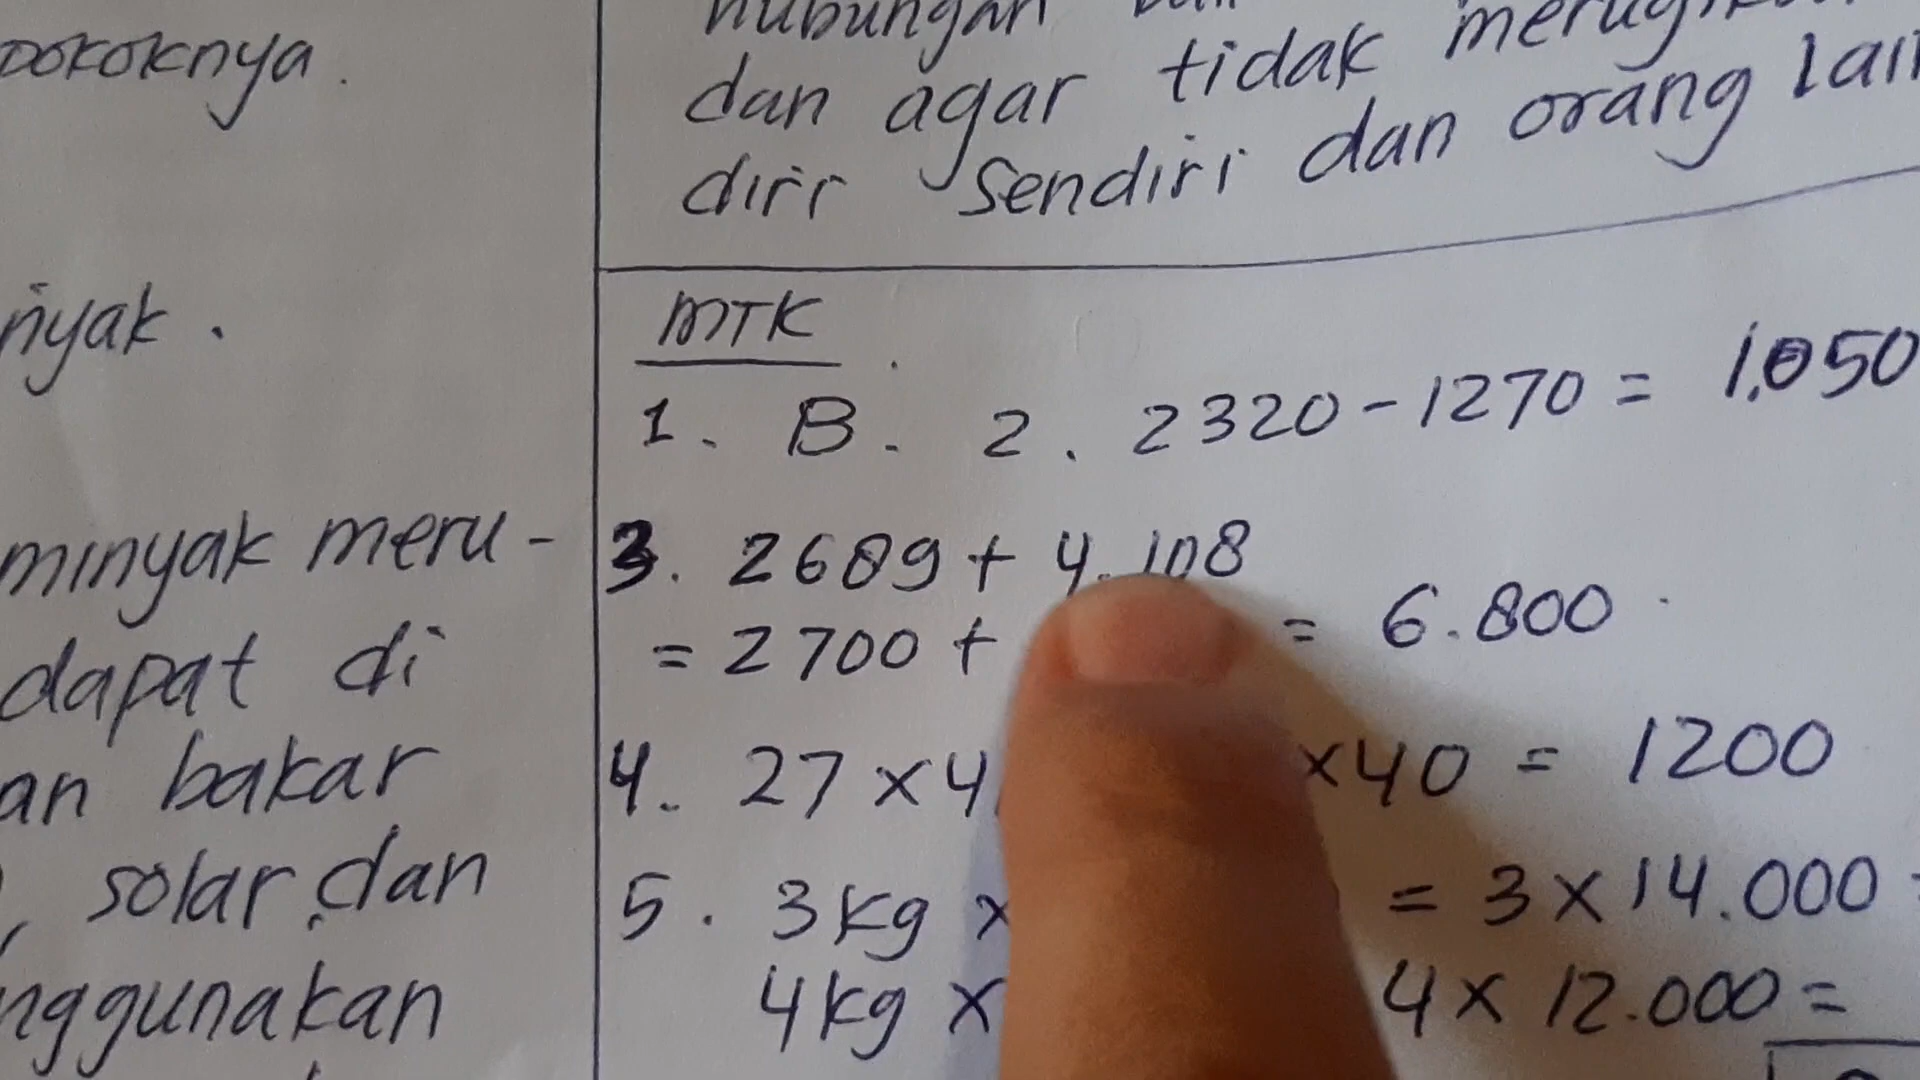 pokoknya.
nyak.
minyak meru-
dapat di
an bakar
, solar, dan
nggunakan
hubungan
dan agar tidak
diri sendiri dan orang lain
MTK
1. B. 2. 2320-1270 = 1.050
3. 2689 + 4.108
= 2700 + = 6.800
4. 27 x 4 x40 = 1200
5. 3kg x = 3 x 14.000
4kg x 4 x 12.000 =